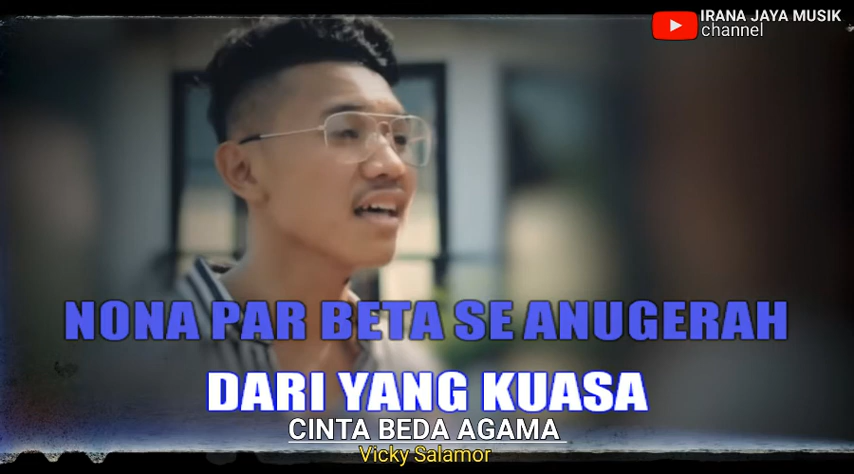 IRANA JAYA MUSIK
channel
NONA PAR BETA SE ANUGERAH
DARI YANG KUASA
CINTA BEDA AGAMA
Vicky Salamor